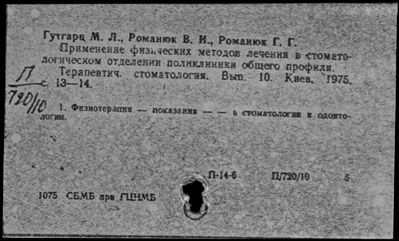 Гутгарц М. Л., Романюк В. И., Романюк Г. Г.
Применение физических методов лечения в стомато-
логическом отделении поликлиники общего профиля.
Терапевтич. стоматология. Вып. 10. Киев, 1975,
с. 13—14.
П
720/10
1. Физиотерапия — показания — — в стоматологии и одонто-
логии.
П-14-6 П/720/10 5
1075 СБМБ арв ГЦНМБ